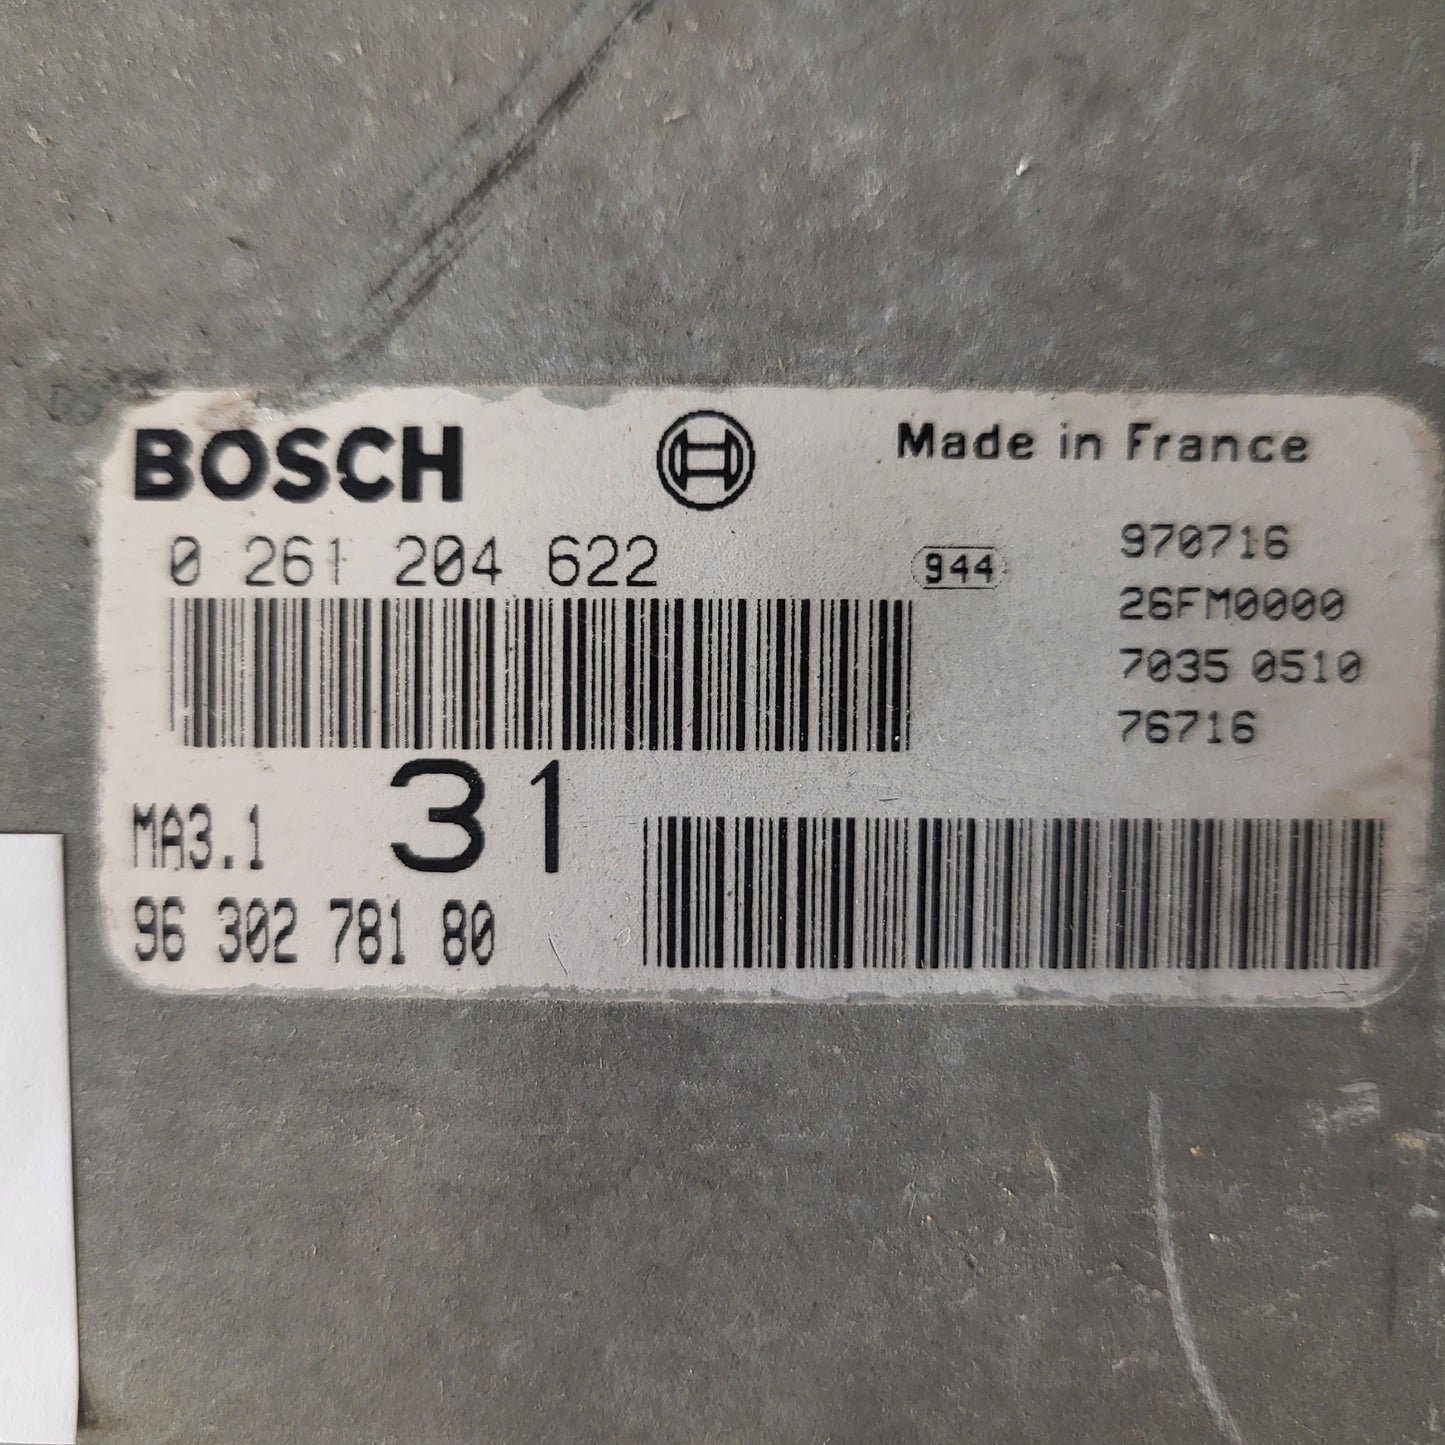 BOSCH
Made in France
0 261 204 622
944
970716
26FM0000
7035 0510
76716
MA3.1
31
96 302 781 80